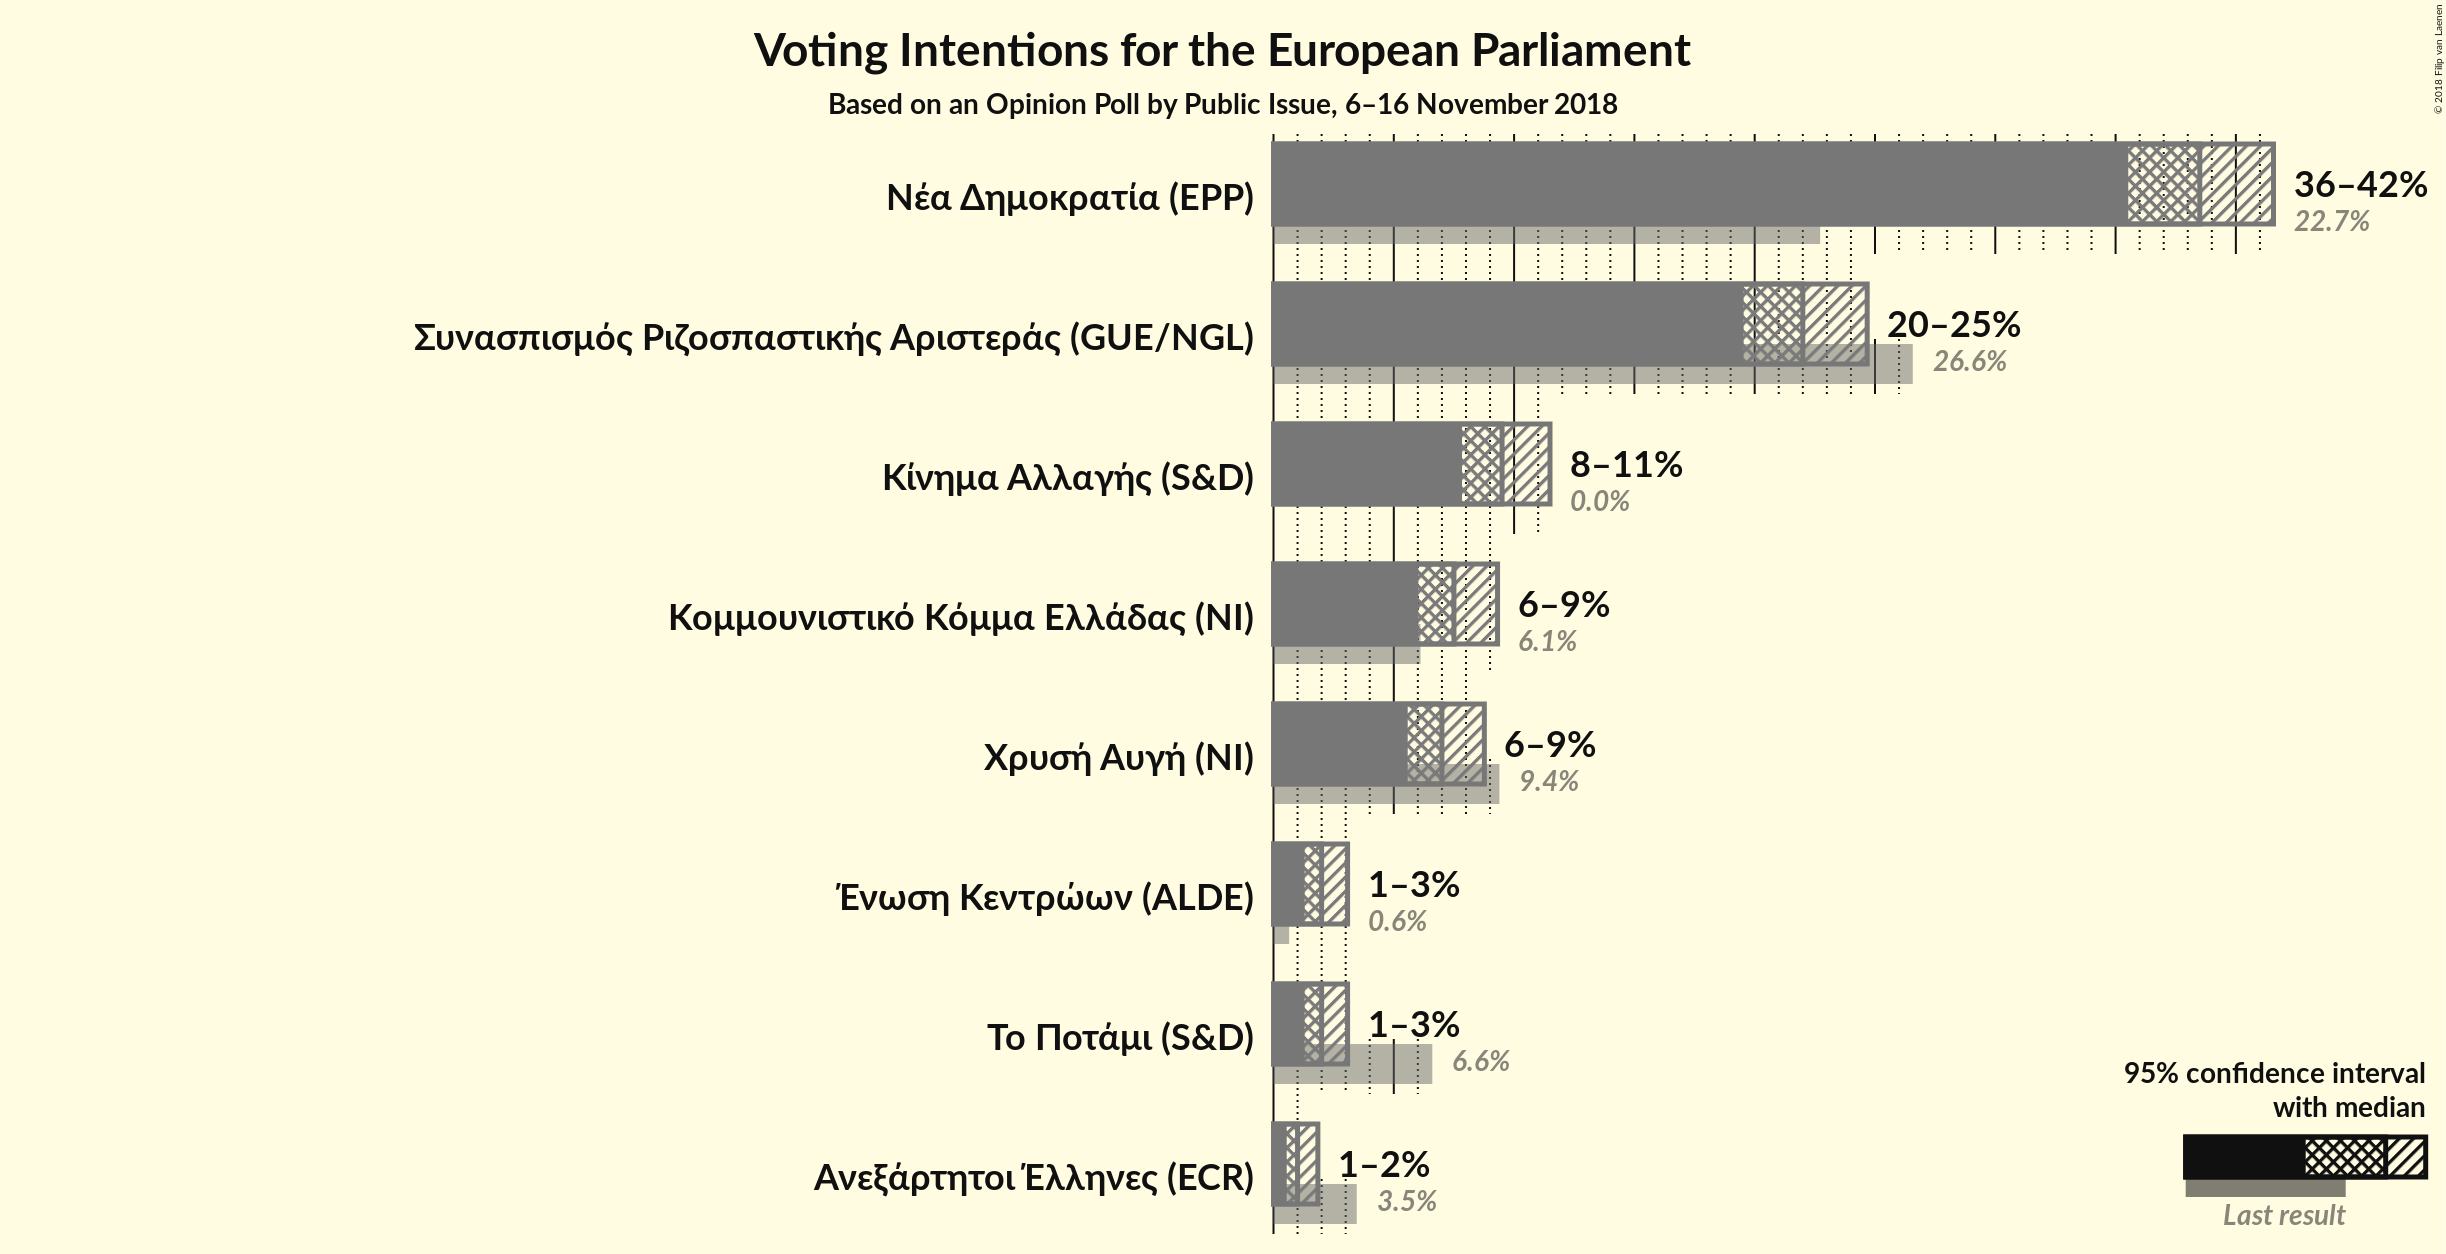 Voting Intentions for the European Parliament
Based on an Opinion Poll by Public Issue, 6–16 November 2018
© 2018 Filip van Laenen
Νέα Δημοκρατία (EPP)
36–42%
22.7%
Συνασπισμός Ριζοσπαστικής Αριστεράς (GUE/NGL)
20–25%
26.6%
Κίνημα Αλλαγής (S&D)
8–11%
0.0%
Κομμουνιστικό Κόμμα Ελλάδας (NI)
6–9%
6.1%
Χρυσή Αυγή (NI)
6–9%
9.4%
Ένωση Κεντρώων (ALDE)
1–3%
0.6%
Το Ποτάμι (S&D)
1–3%
6.6%
Ανεξάρτητοι Έλληνες (ECR)
1–2%
3.5%
95% confidence interval
with median
Last result